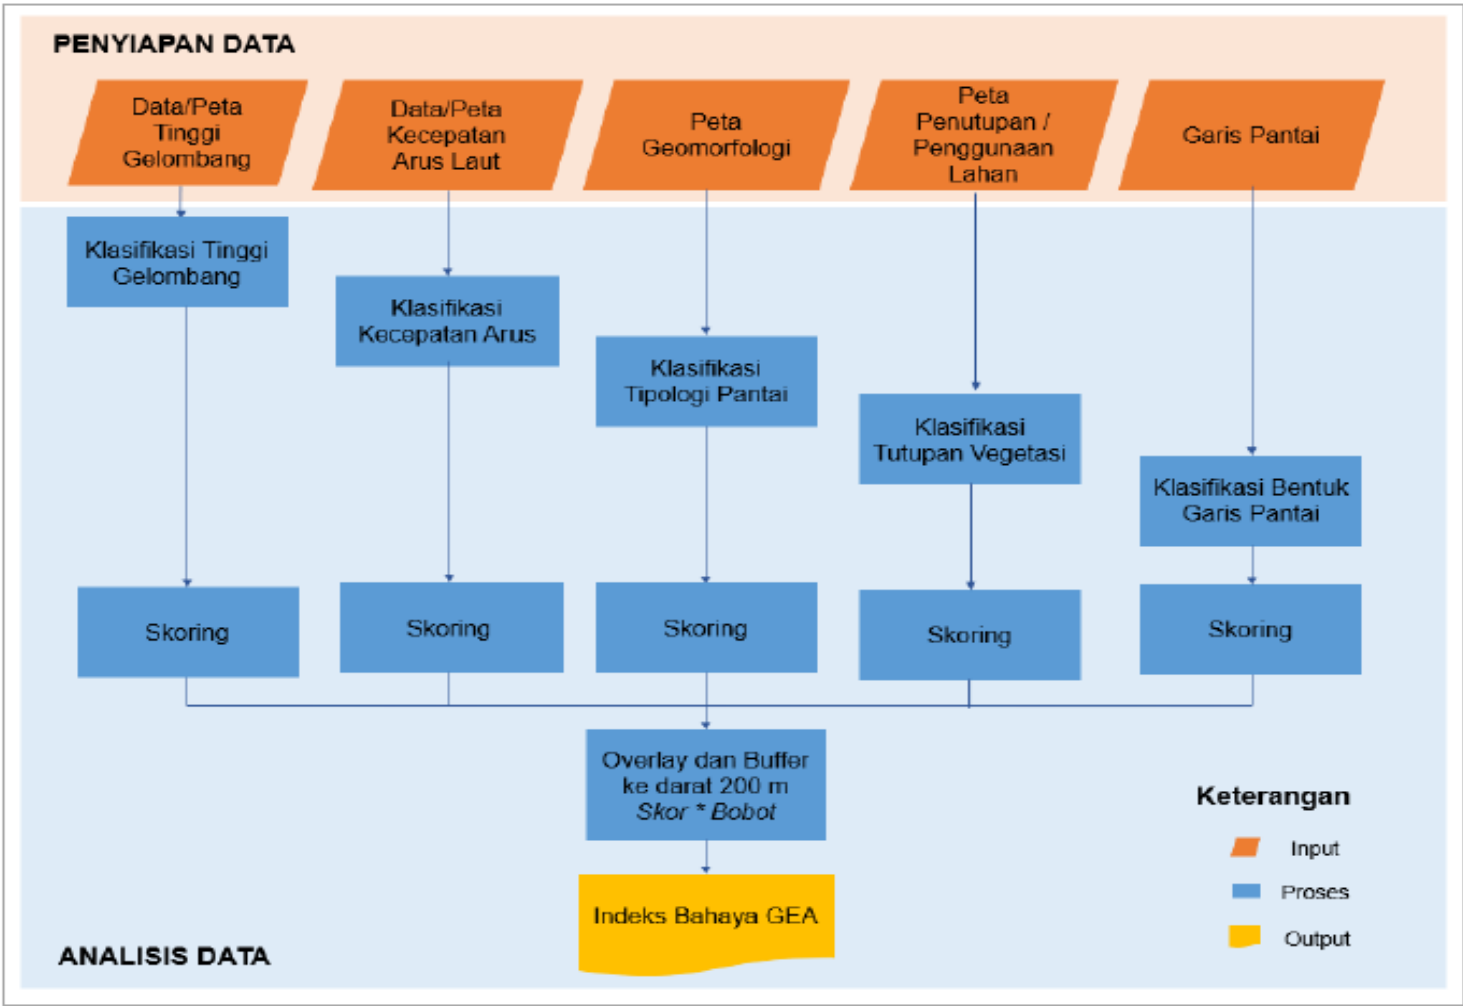 PENYIAPAN DATA
Data/Peta
Tinggi
Gelombang
Data/Peta
Kecepatan
Arus Laut
Peta
Geomorfologi
Peta
Penutupan /
Penggunaan
Lahan
Garis Pantai
Klasifikasi Tinggi
Gelombang
Klasifikasi
Kecepatan Arus
Klasifikasi
Tipologi Pantai
Klasifikasi
Tutupan Vegetasi
Klasifikasi Bentuk
Garis Pantai
Skoring
Skoring
Skoring
Skoring
Skoring
Overlay dan Buffer
ke darat 200 m
Skor * Bobot
Indeks Bahaya GEA
Keterangan
Input
Proses
Output
ANALISIS DATA